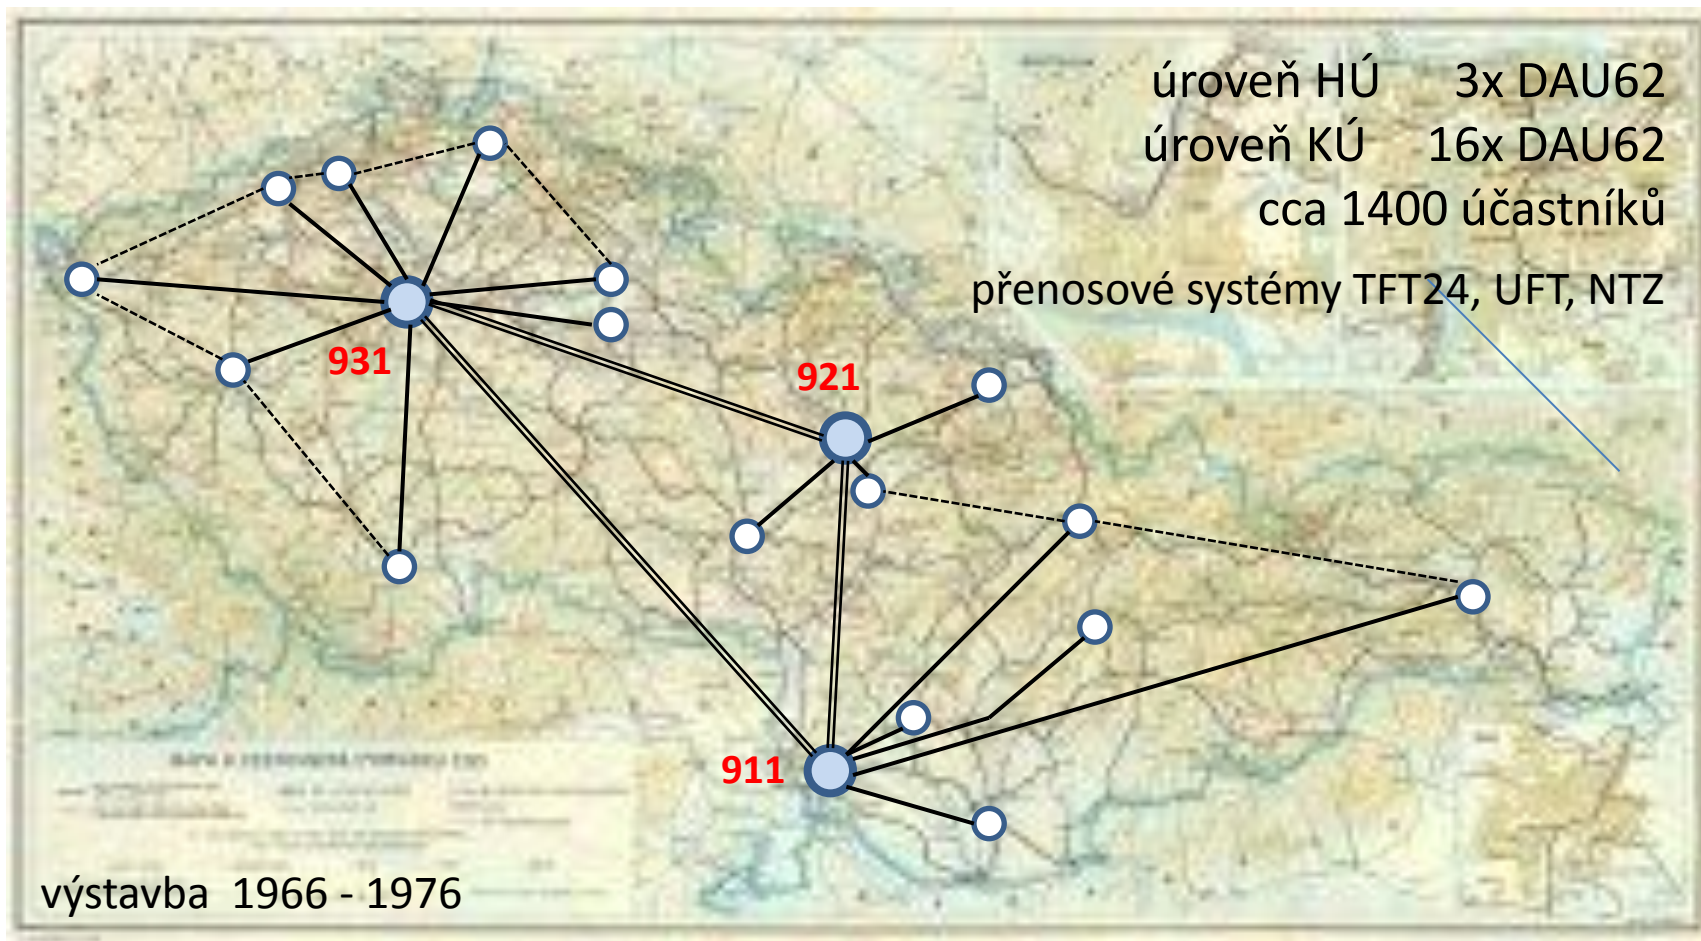 úroveň HÚ 3x DAU62
úroveň KÚ 16x DAU62
cca 1400 účastníků
přenosové systémy TFT24, UFT, NTZ
931
921
911
výstavba 1966 - 1976